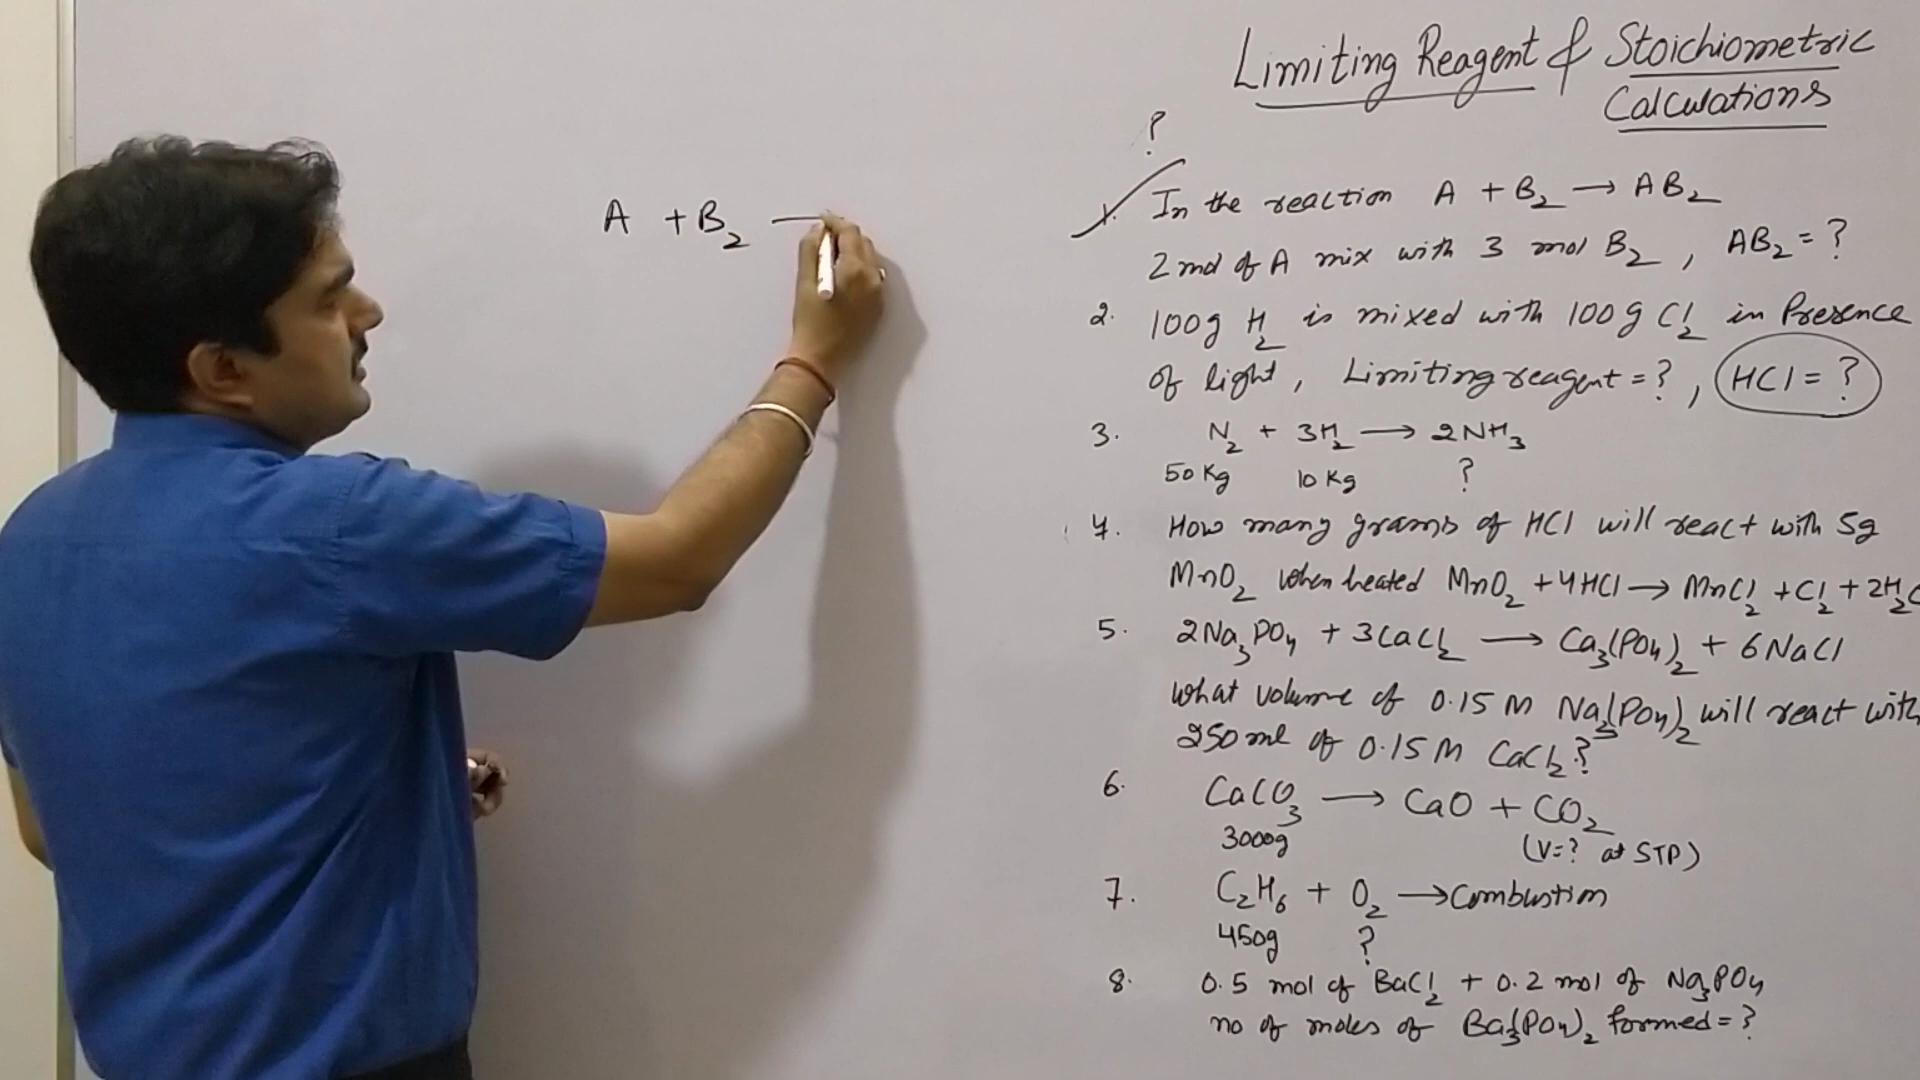 A + B₂ →
Limiting Reagent & Stoichiometric
Calculations
?
1. In the reaction A + B₂ → AB₂
2 mol of A mix with 3 mol B₂, AB₂ = ?
2. 100g H₂ is mixed with 100g Cl₂ in Presence
of light, Limiting reagent = ?, HCl = ?
3. N₂ + 3H₂ → 2NH₃
50 Kg 10 Kg ?
4. How many grams of HCl will react with 5g
MnO₂ when heated MnO₂ + 4HCl → MnCl₂ + Cl₂ + 2H₂O
5. 2Na₃PO₄ + 3CaCl₂ → Ca₃(PO₄)₂ + 6NaCl
What volume of 0.15 M Na₃(PO₄)₂ will react with
250 ml of 0.15 M CaCl₂?
6. CaCO₃ → CaO + CO₂
3000g (V=? at STP)
7. C₂H₆ + O₂ → Combustion
450g ?
8. 0.5 mol of BaCl₂ + 0.2 mol of Na₃PO₄
no of moles of Ba₃(PO₄)₂ formed = ?